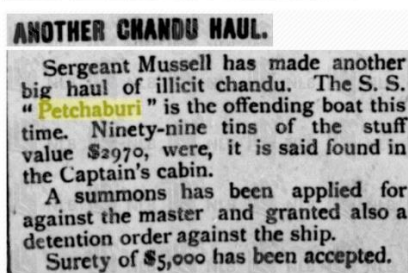 ANOTHER CHANDU HAUL.
Sergeant Mussell has made another
big haul of illicit chandu. The S. S.
" Petchaburi " is the offending boat this
time. Ninety-nine tins of the stuff
value $2970, were, it is said found in
the Captain's cabin.
A summons has been applied for
against the master and granted also a
detention order against the ship.
Surety of $5,000 has been accepted.